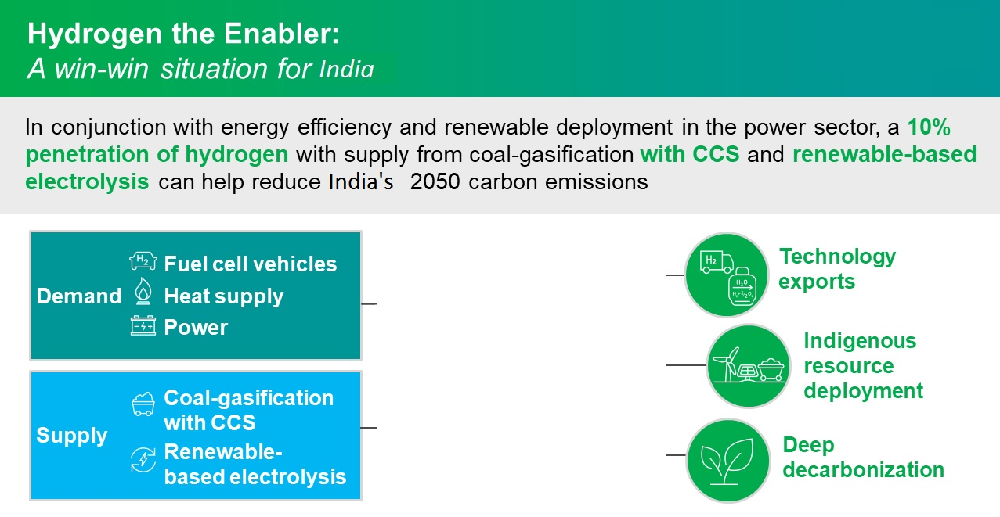 Hydrogen the Enabler:
A win-win situation for India
In conjunction with energy efficiency and renewable deployment in the power sector, a 10%
penetration of hydrogen with supply from coal-gasification with CCS and renewable-based
electrolysis can help reduce India's 2050 carbon emissions
Demand
H2
Fuel cell vehicles
Heat supply
Power
Supply
Coal-gasification
with CCS
Renewable-
based electrolysis
H2
H2O
H2+½O2
Technology
exports
Indigenous
resource
deployment
Deep
decarbonization